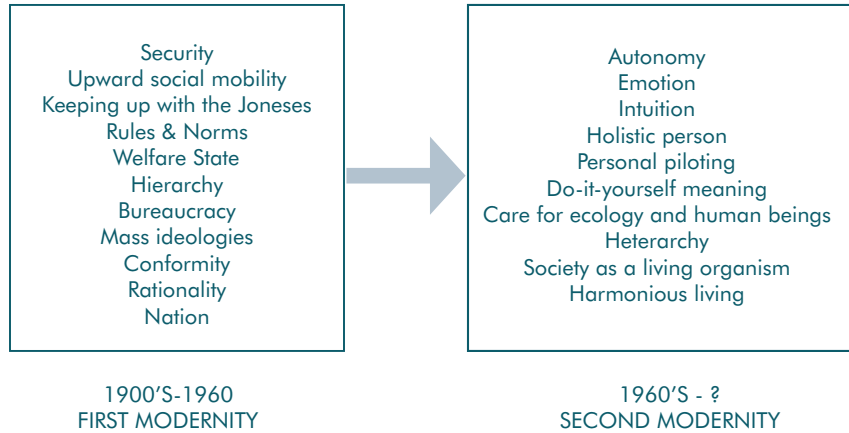 Security
Upward social mobility
Keeping up with the Joneses
Rules & Norms
Welfare State
Hierarchy
Bureaucracy
Mass ideologies
Conformity
Rationality
Nation
1900'S-1960
FIRST MODERNITY
Autonomy
Emotion
Intuition
Holistic person
Personal piloting
Do-it-yourself meaning
Care for ecology and human beings
Heterarchy
Society as a living organism
Harmonious living
1960'S - ?
SECOND MODERNITY